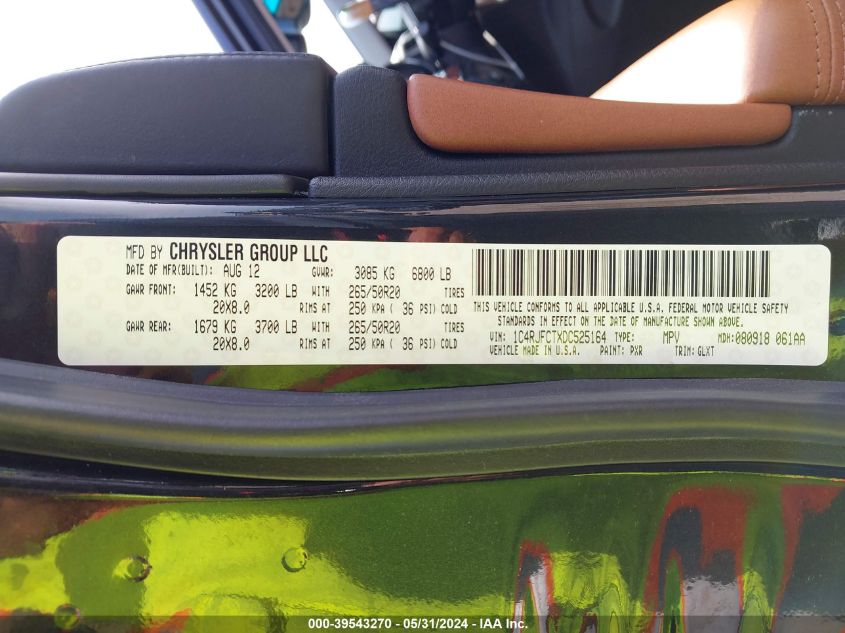 MFD BY CHRYSLER GROUP LLC
DATE OF MFR(BUILT): AUG 12 GVWR: 3085 KG 6800 LB
GAWR FRONT: 1452 KG 3200 LB WITH 265/50R20 TIRES
20X8.0 RIMS AT 250 KPA ( 36 PSI) COLD
GAWR REAR: 1679 KG 3700 LB WITH 265/50R20 TIRES
20X8.0 RIMS AT 250 KPA ( 36 PSI) COLD
THIS VEHICLE CONFORMS TO ALL APPLICABLE U.S.A. FEDERAL MOTOR VEHICLE SAFETY
STANDARDS IN EFFECT ON THE DATE OF MANUFACTURE SHOWN ABOVE.
VIN: 1C4RJFCTXDC525164 TYPE: MPV MDH:080918 061AA
VEHICLE MADE IN U.S.A. PAINT: PXR TRIM: GLXT
000-39543270 - 05/31/2024 - IAA Inc.